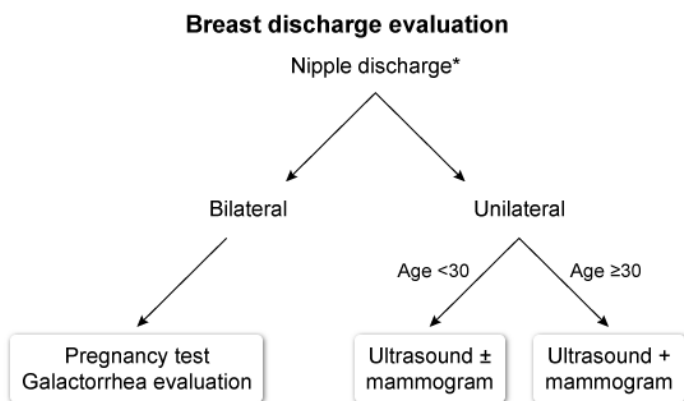 Breast discharge evaluation
Nipple discharge*
Bilateral
Unilateral
Age <30
Age ≥30
Pregnancy test
Galactorrhea evaluation
Ultrasound ±
mammogram
Ultrasound +
mammogram